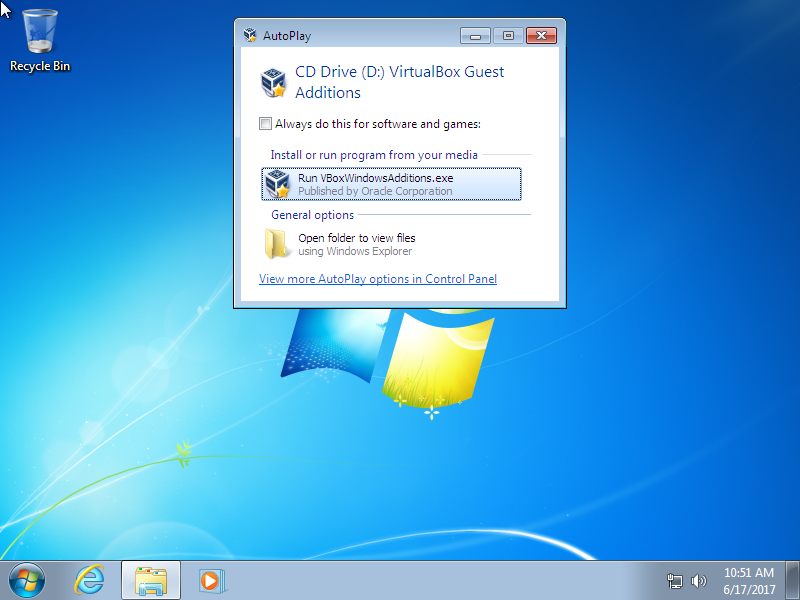 Recycle Bin
AutoPlay
CD Drive (D:) VirtualBox Guest
Additions
Always do this for software and games:
Install or run program from your media
Run VBoxWindowsAdditions.exe
Published by Oracle Corporation
General options
Open folder to view files
using Windows Explorer
View more AutoPlay options in Control Panel
10:51 AM
6/17/2017